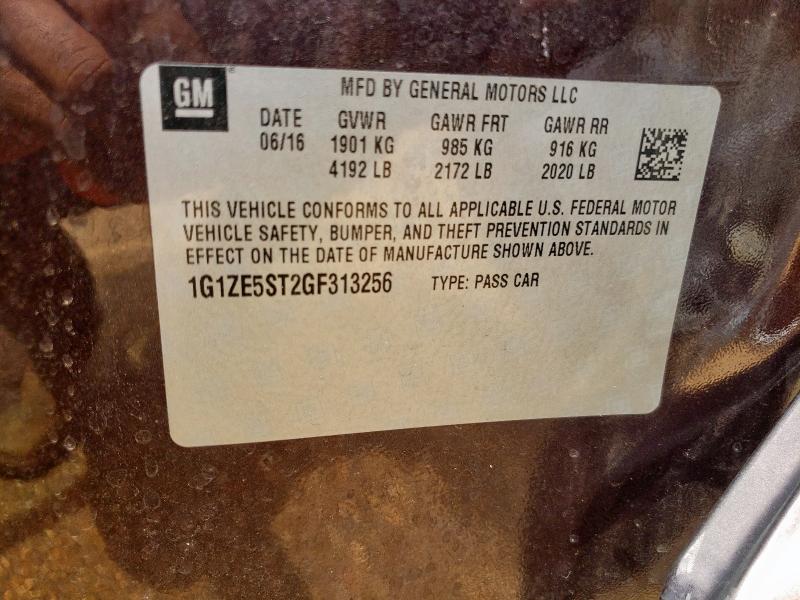 GM
MFD BY GENERAL MOTORS LLC
DATE GVWR GAWR FRT GAWR RR
06/16 1901 KG 985 KG 916 KG
4192 LB 2172 LB 2020 LB
THIS VEHICLE CONFORMS TO ALL APPLICABLE U.S. FEDERAL MOTOR
VEHICLE SAFETY, BUMPER, AND THEFT PREVENTION STANDARDS IN
EFFECT ON THE DATE OF MANUFACTURE SHOWN ABOVE.
1G1ZE5ST2GF313256 TYPE: PASS CAR